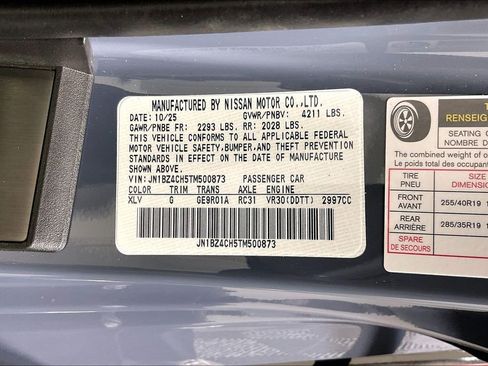 MANUFACTURED BY NISSAN MOTOR CO.,LTD.
DATE: 10/25 GVWR/PNBV: 4211 LBS.
GAWR/PNBE FR: 2293 LBS. RR: 2028 LBS.
THIS VEHICLE CONFORMS TO ALL APPLICABLE FEDERAL
MOTOR VEHICLE SAFETY,BUMPER,AND THEFT PREVENTION
STANDARDS IN EFFECT ON THE DATE OF MANUFACTURE
SHOWN ABOVE.
VIN: JN1BZ4CH5TM500873 PASSENGER CAR
COLOR TRIM TRANS AXLE ENGINE
XLV G GE9R01A RC31 VR30(DDTT) 2997CC
JN1BZ4CH5TM500873
RENSEIG
SEATING
NOMBRE D
The combined weight of
Le poids total des occupant
TIRE
PNEU
SIZE
DIMENSION
FRONT
AVANT
255/40R19
REAR
ARRIÈRE
285/35R19
SPARE
DE SECOURS